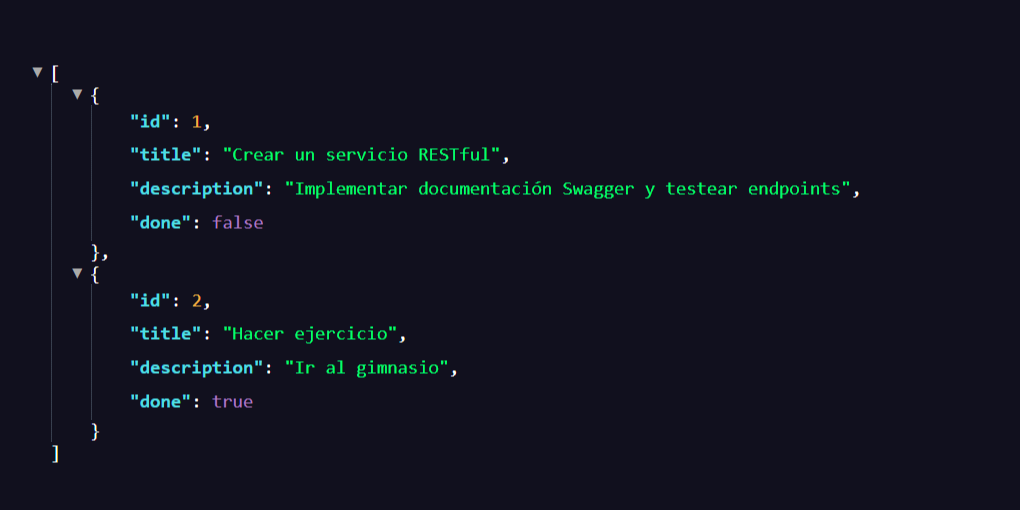 [
{
"id": 1,
"title": "Crear un servicio RESTful",
"description": "Implementar documentación Swagger y testear endpoints",
"done": false
},
{
"id": 2,
"title": "Hacer ejercicio",
"description": "Ir al gimnasio",
"done": true
}
]